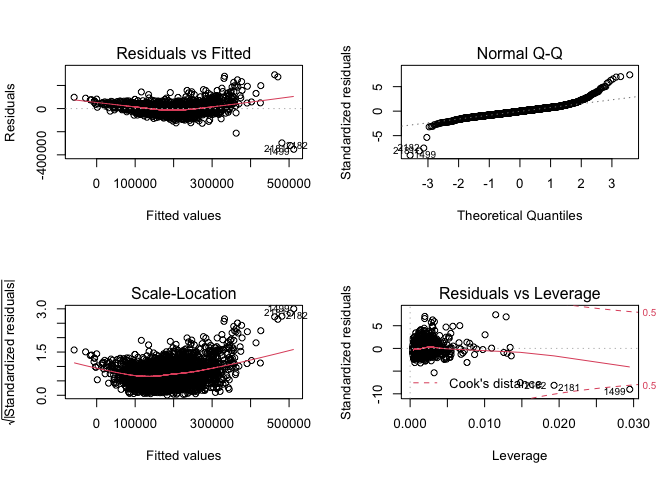 Residuals vs Fitted
Residuals
0
-400000
2182
1499
0 100000 300000 500000
Fitted values
Normal Q-Q
Standardized residuals
5
0
-5
2182
1499
-3 -2 -1 0 1 2 3
Theoretical Quantiles
Scale-Location
√|Standardized residuals|
3.0
1.5
0.0
1499
2182
0 100000 300000 500000
Fitted values
Residuals vs Leverage
Standardized residuals
5
0
-10
0.5
0.5
Cook's distance
2182
2181
1499
0.000 0.010 0.020 0.030
Leverage